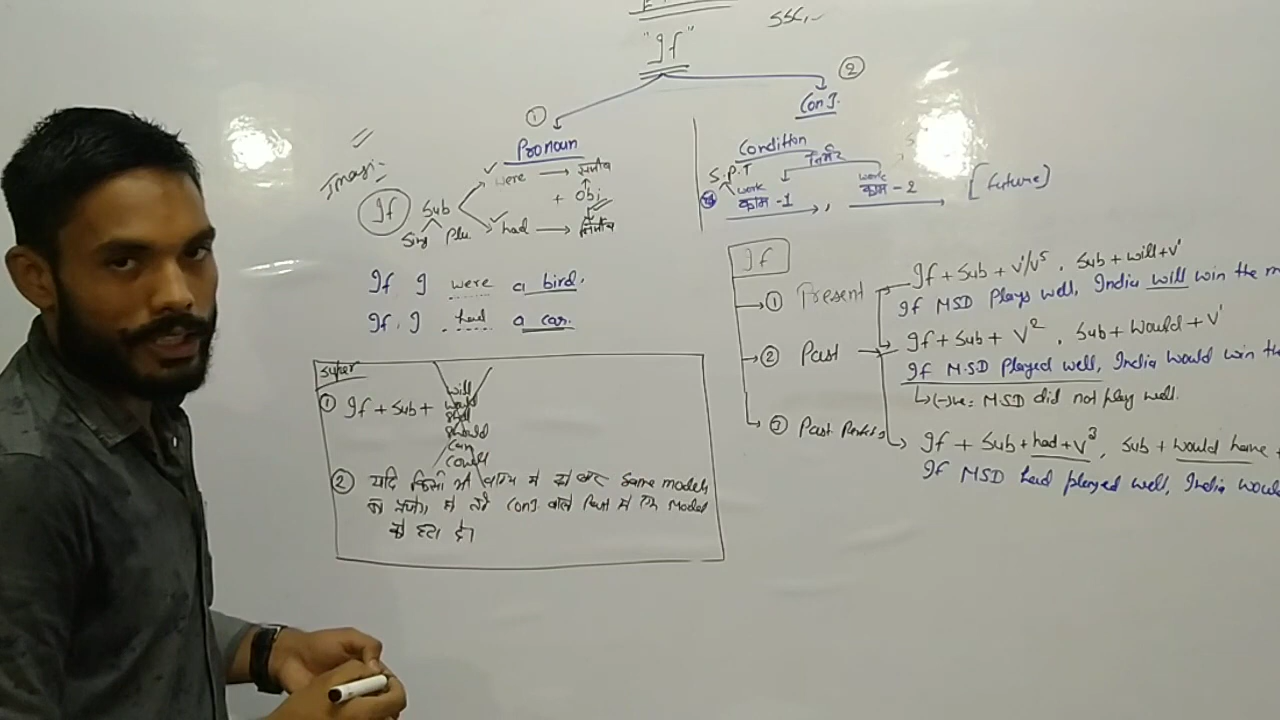 SSC
"If"
②
Conj.
①
Pronoun
Condition
निर्भर
S.P.T
were → सजीव
work
work
Imagi:
If Sub + obj
काम -1 , काम -2 [future]
Sing Plu. had → निर्जीव
If
If I were a bird.
If I had a car.
① Present
If + Sub + V¹/V⁵ , Sub + will + V¹
If MSD Plays well, India will win the
② Past
If + Sub + V² , Sub + would + V¹
If M.S.D Played well, India would win
↳ (-)ve = MSD did not play well.
③ Past Perfect
If + Sub + had + V³ , Sub + would have +
If MSD had played well, India would
Super
① If + Sub + will
would
shall
should
can
could
② यदि किसी भी वाक्य में दो बार Same models
का प्रयोग हो तो Conj. वाले में Model
को हटा दें।